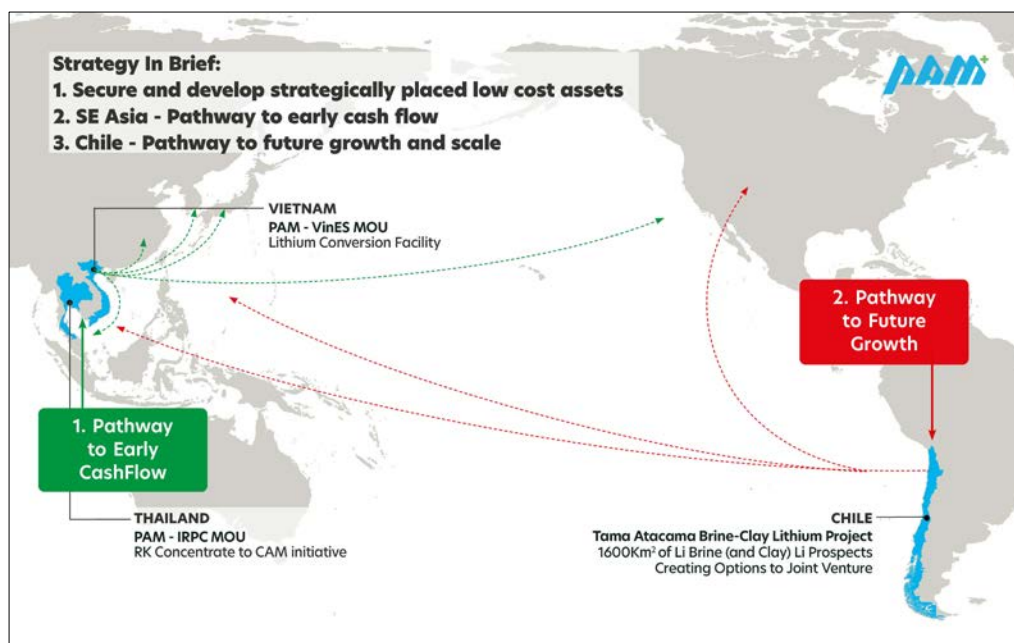 Strategy In Brief:
1. Secure and develop strategically placed low cost assets
2. SE Asia - Pathway to early cash flow
3. Chile - Pathway to future growth and scale
PAM+
VIETNAM
PAM - VinES MOU
Lithium Conversion Facility
2. Pathway
to Future
Growth
1. Pathway
to Early
CashFlow
THAILAND
PAM - IRPC MOU
RK Concentrate to CAM initiative
CHILE
Tama Atacama Brine-Clay Lithium Project
1600Km² of Li Brine (and Clay) Li Prospects
Creating Options to Joint Venture